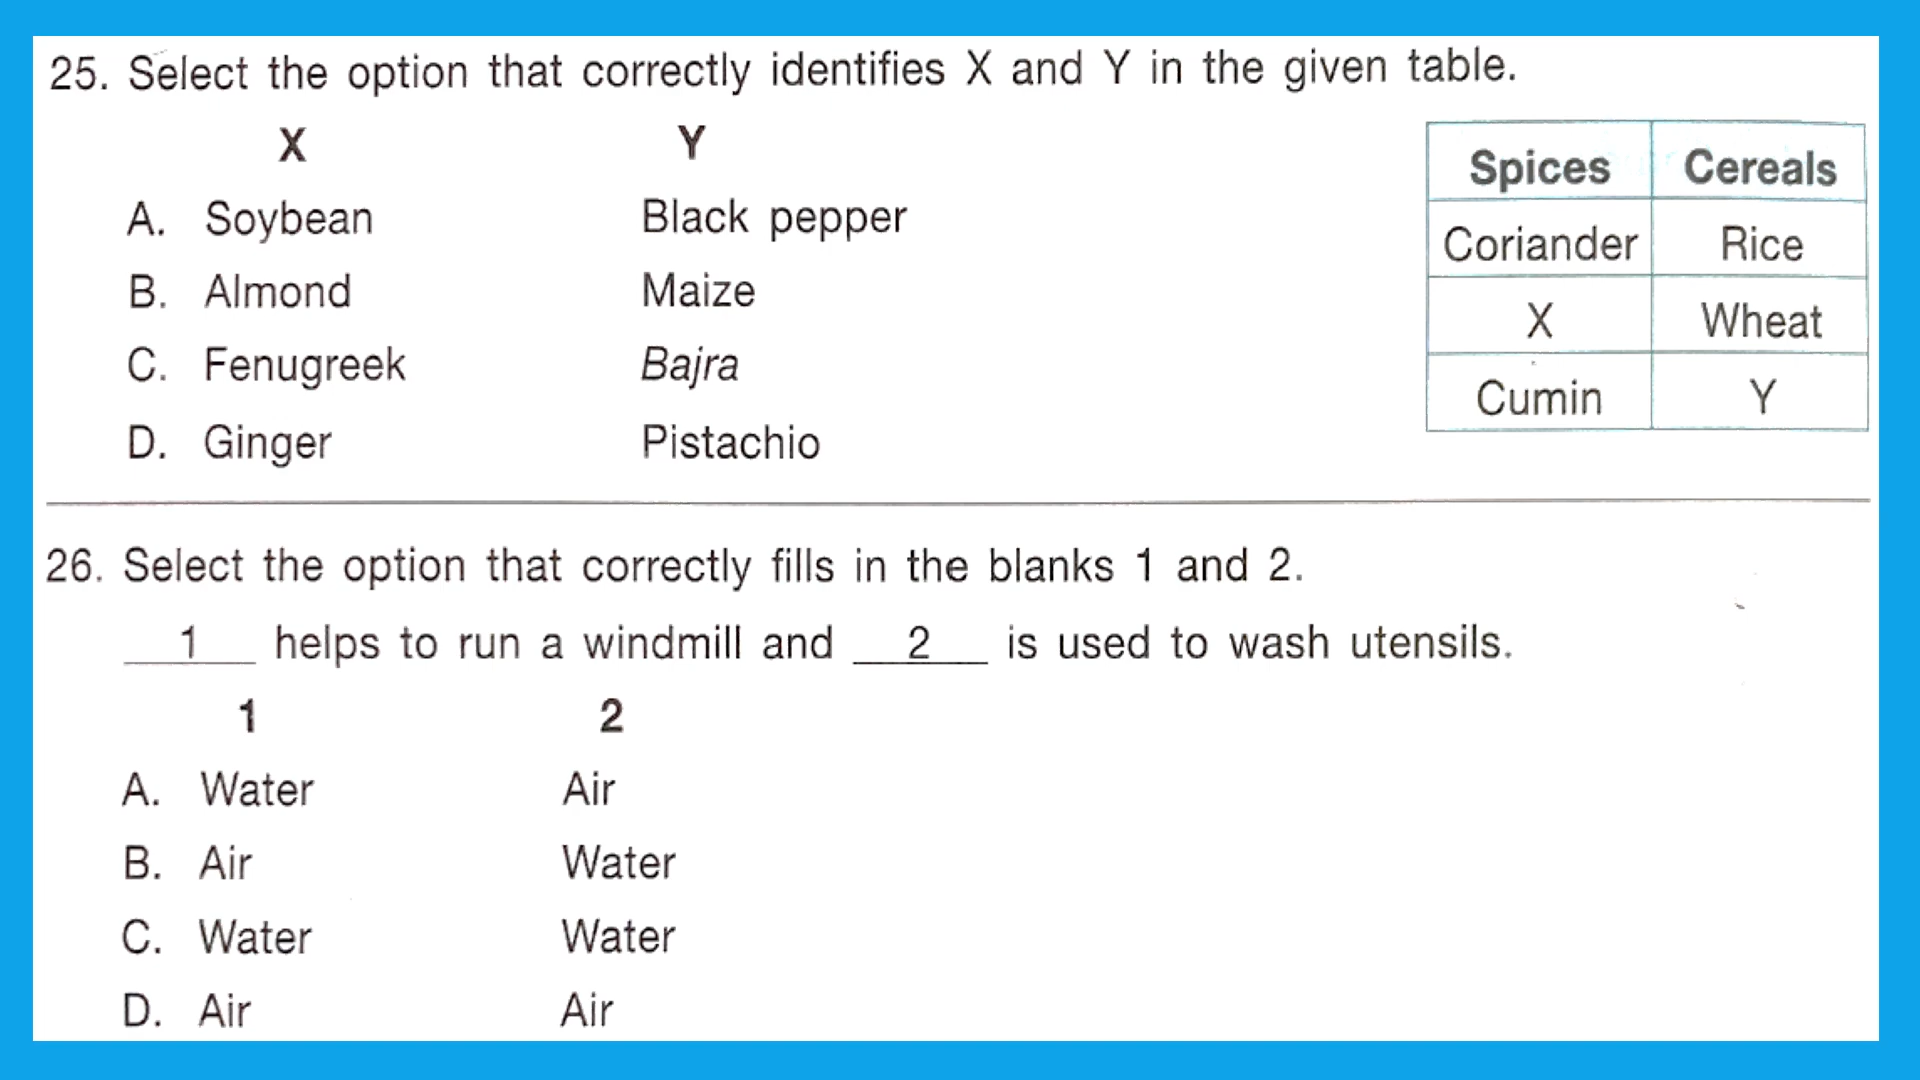 25. Select the option that correctly identifies X and Y in the given table.
X Y
A. Soybean Black pepper
B. Almond Maize
C. Fenugreek Bajra
D. Ginger Pistachio
Spices Cereals
Coriander Rice
X Wheat
Cumin Y
26. Select the option that correctly fills in the blanks 1 and 2.
1 helps to run a windmill and 2 is used to wash utensils.
1 2
A. Water Air
B. Air Water
C. Water Water
D. Air Air